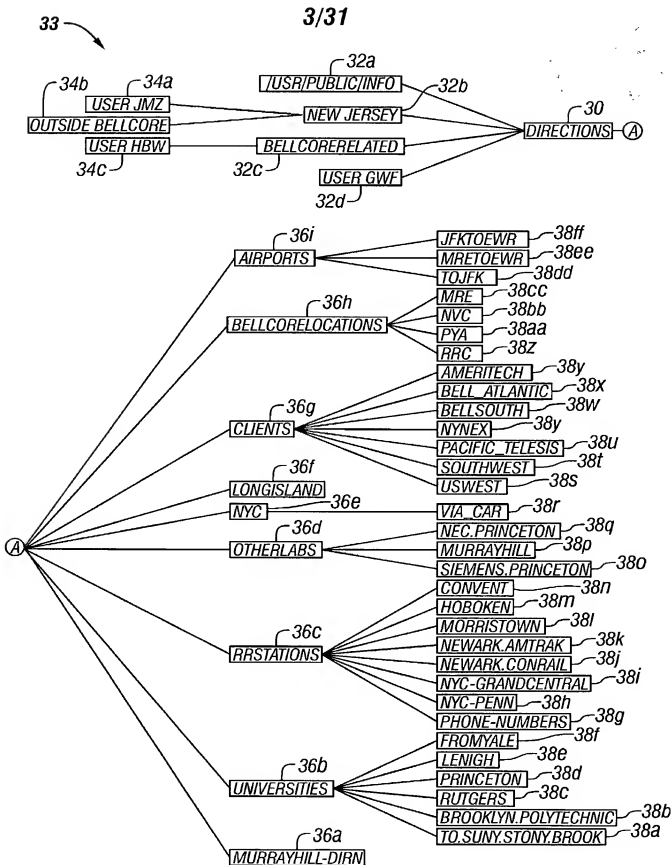 3/31
33
32a
/USR/PUBLIC/INFO
34b
34a
USER JMZ
32b
NEW JERSEY
30
OUTSIDE BELLCORE
DIRECTIONS
A
USER HBW
BELLCORERELATED
34c
32c
USER GWF
32d
36i
AIRPORTS
JFKTOEWR 38ff
MRETOEWR 38ee
TOJFK 38dd
36h
BELLCORELOCATIONS
MRE 38cc
NVC 38bb
PYA 38aa
RRC 38z
36g
CLIENTS
AMERITECH 38y
BELL_ATLANTIC 38x
BELLSOUTH 38w
NYNEX 38y
PACIFIC_TELESIS 38u
SOUTHWEST 38t
USWEST 38s
36f
LONGISLAND
36e
NYC
VIA_CAR 38r
A
36d
OTHERLABS
NEC.PRINCETON 38q
MURRAYHILL 38p
SIEMENS.PRINCETON 38o
36c
RRSTATIONS
CONVENT 38n
HOBOKEN 38m
MORRISTOWN 38l
NEWARK.AMTRAK 38k
NEWARK.CONRAIL 38j
NYC-GRANDCENTRAL 38i
NYC-PENN 38h
PHONE-NUMBERS 38g
36b
UNIVERSITIES
FROMYALE 38f
LENIGH 38e
PRINCETON 38d
RUTGERS 38c
BROOKLYN.POLYTECHNIC 38b
TO.SUNY.STONY.BROOK 38a
36a
MURRAYHILL-DIRN